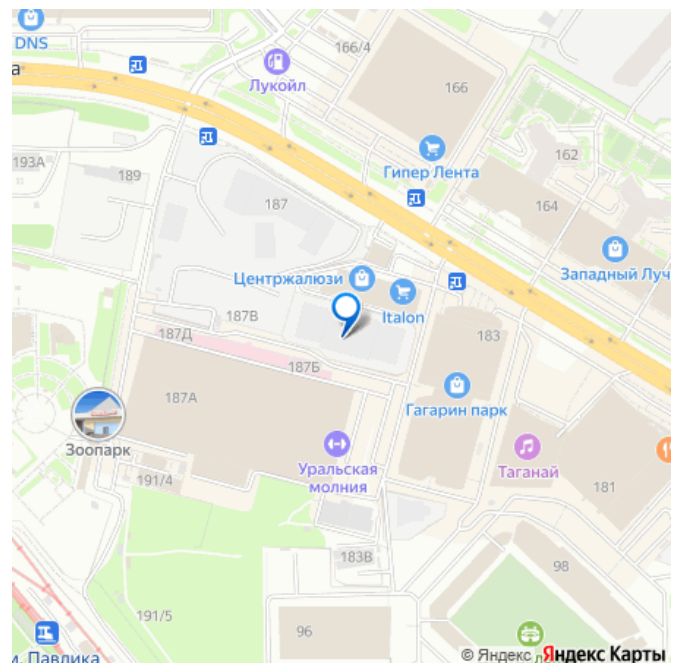 DNS
а
166/4
Лукойл
166
193А
189
Гипер Лента
162
187
164
Западный Луч
Центржалюзи
Italon
187В
187Д
183
187Б
187А
Гагарин парк
Зоопарк
Уральская
молния
Таганай
191/4
181
183В
98
191/5
96
м. Павлика
© Яндекс Яндекс Карты